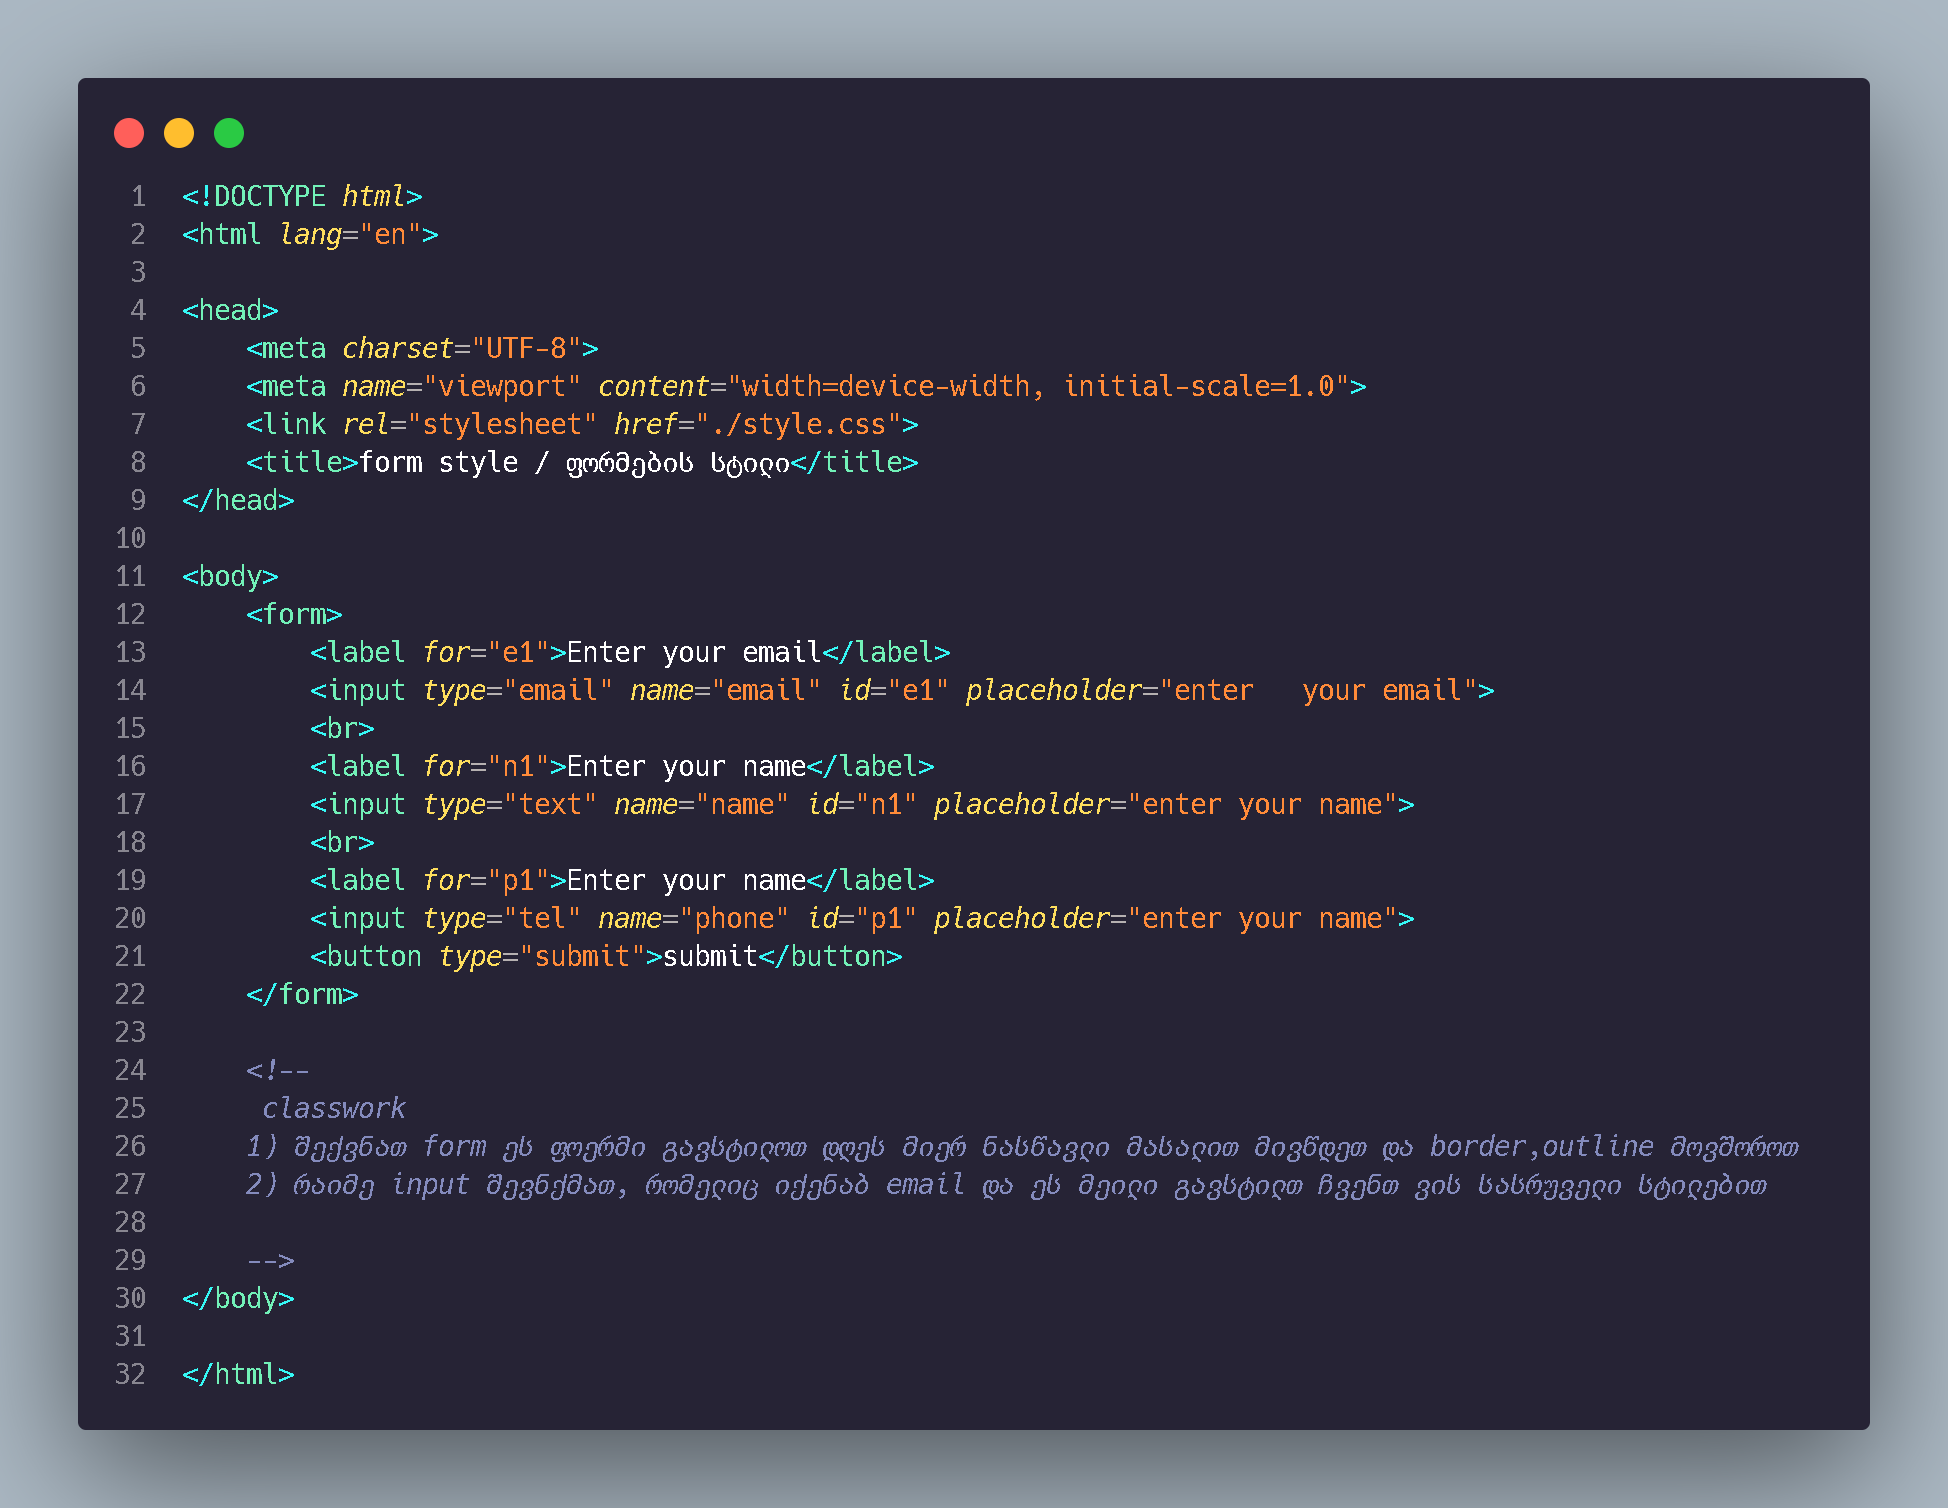 1 <!DOCTYPE html>
2 <html lang="en">
3
4 <head>
5     <meta charset="UTF-8">
6     <meta name="viewport" content="width=device-width, initial-scale=1.0">
7     <link rel="stylesheet" href="./style.css">
8     <title>form style / ფორმების სტილი</title>
9 </head>
10
11 <body>
12     <form>
13         <label for="e1">Enter your email</label>
14         <input type="email" name="email" id="e1" placeholder="enter   your email">
15         <br>
16         <label for="n1">Enter your name</label>
17         <input type="text" name="name" id="n1" placeholder="enter your name">
18         <br>
19         <label for="p1">Enter your name</label>
20         <input type="tel" name="phone" id="p1" placeholder="enter your name">
21         <button type="submit">submit</button>
22     </form>
23
24     <!--
25      classwork
26     1) შექვნათ form ეს ფოერმი გავსტილოთ დღეს მიერ ნასწავლი მასალით მივწდეთ და border,outline მოვშოროთ
27     2) რაიმე input შევნქმათ, რომელიც იქენაბ email და ეს მეილი გავსტილთ ჩვენთ ვის სასრუველი სტილებით
28
29     -->
30 </body>
31
32 </html>